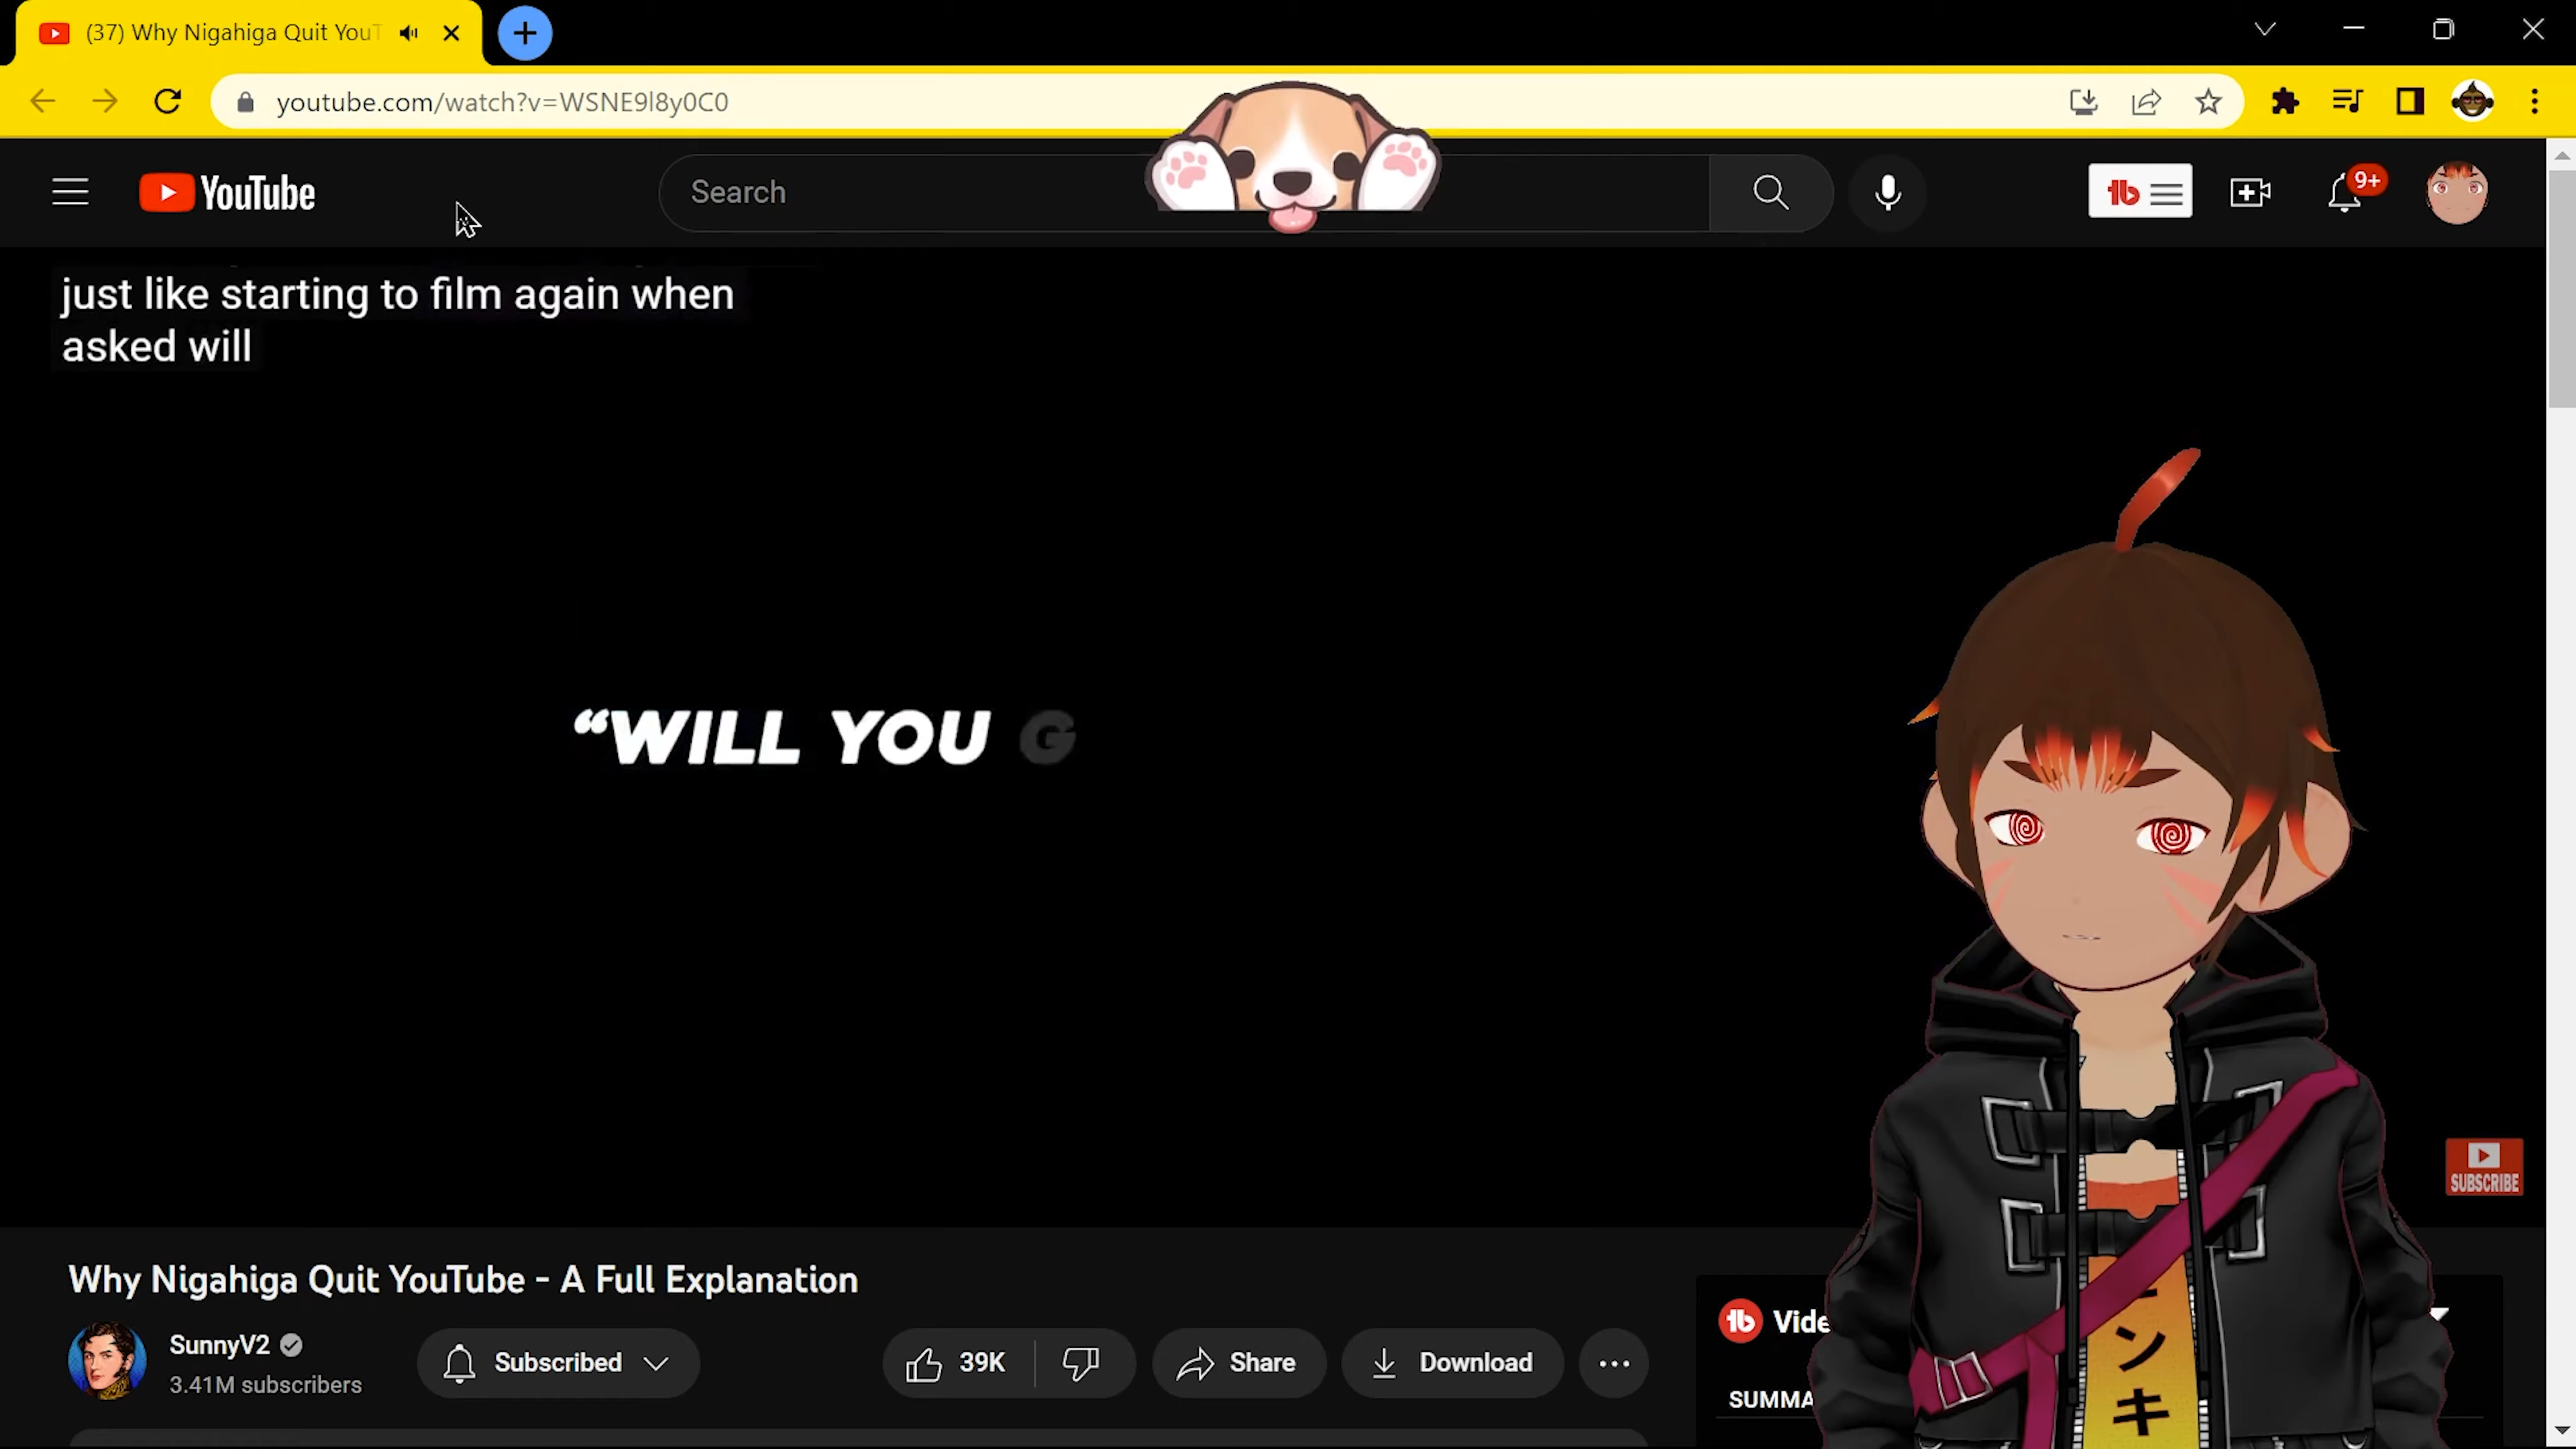 (37) Why Nigahiga Quit YouT
youtube.com/watch?v=WSNE9l8y0C0
YouTube
Search
9+
just like starting to film again when
asked will
“WILL YOU G
SUBSCRIBE
Why Nigahiga Quit YouTube - A Full Explanation
SunnyV2
3.41M subscribers
Subscribed
39K
Share
Download
Vide
SUMMA
ンキ